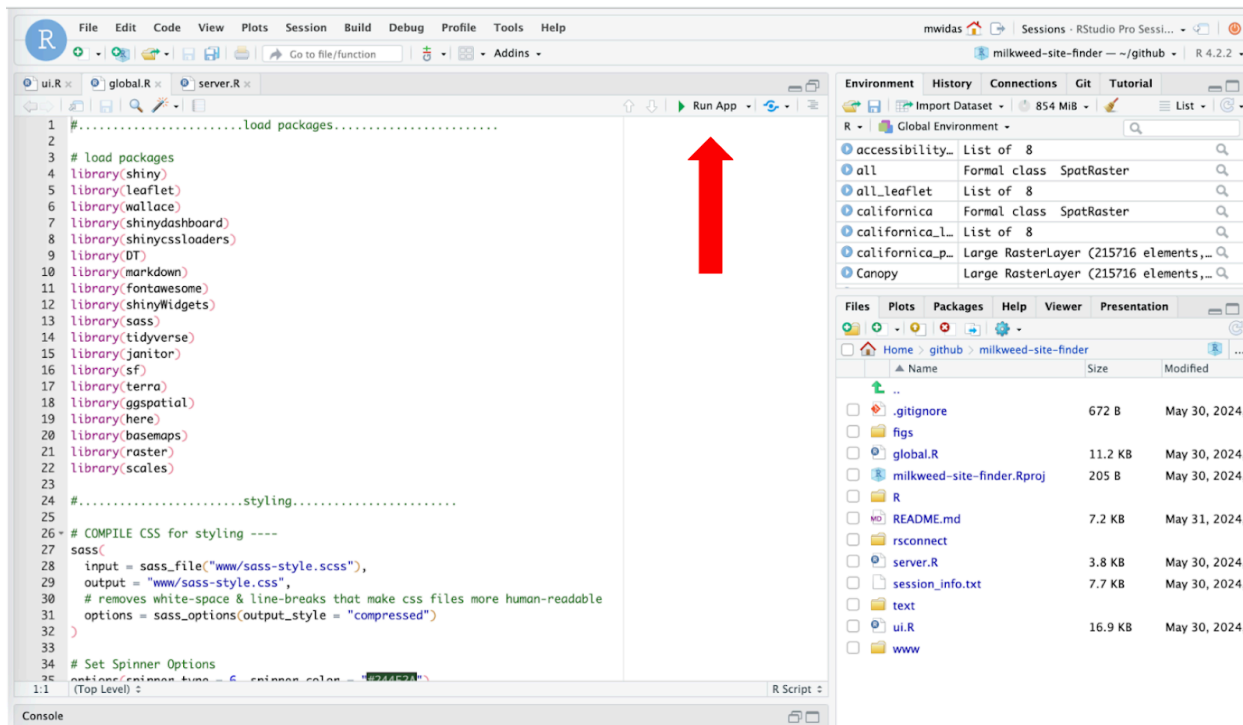 R
File Edit Code View Plots Session Build Debug Profile Tools Help
mwidas Sessions - RStudio Pro Sessi...
Go to file/function Addins
milkweed-site-finder — ~/github R 4.2.2
ui.R global.R server.R
Run App
1 #........................load packages........................
2
3 # load packages
4 library(shiny)
5 library(leaflet)
6 library(wallace)
7 library(shinydashboard)
8 library(shinycssloaders)
9 library(DT)
10 library(markdown)
11 library(fontawesome)
12 library(shinyWidgets)
13 library(sass)
14 library(tidyverse)
15 library(janitor)
16 library(sf)
17 library(terra)
18 library(ggspatial)
19 library(here)
20 library(basemaps)
21 library(raster)
22 library(scales)
23
24 #........................styling........................
25
26 # COMPILE CSS for styling ----
27 sass(
28 input = sass_file("www/sass-style.scss"),
29 output = "www/sass-style.css",
30 # removes white-space & line-breaks that make css files more human-readable
31 options = sass_options(output_style = "compressed")
32 )
33
34 # Set Spinner Options
35 options(spinner.type = 6, spinner.color =
1:1 (Top Level) R Script
Console
Environment History Connections Git Tutorial
Import Dataset 854 MiB List
R Global Environment
accessibility… List of 8
all Formal class SpatRaster
all_leaflet List of 8
californica Formal class SpatRaster
californica_l… List of 8
californica_p… Large RasterLayer (215716 elements,…
Canopy Large RasterLayer (215716 elements,…
Files Plots Packages Help Viewer Presentation
Home github milkweed-site-finder R ...
Name Size Modified
..
.gitignore 672 B May 30, 2024
figs
global.R 11.2 KB May 30, 2024
milkweed-site-finder.Rproj 205 B May 30, 2024
R
README.md 7.2 KB May 31, 2024
rsconnect
server.R 3.8 KB May 30, 2024
session_info.txt 7.7 KB May 30, 2024
text
ui.R 16.9 KB May 30, 2024
www